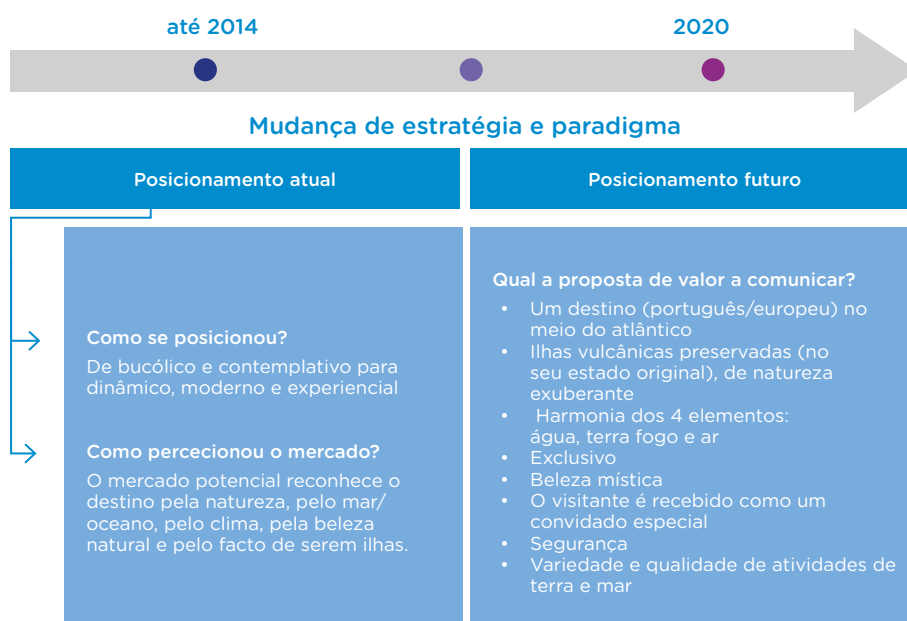 até 2014
2020
Mudança de estratégia e paradigma
Posicionamento atual
Posicionamento futuro
Como se posicionou?
De bucólico e contemplativo para
dinâmico, moderno e experiencial
Como percecionou o mercado?
O mercado potencial reconhece o
destino pela natureza, pelo mar/
oceano, pelo clima, pela beleza
natural e pelo facto de serem ilhas.
Qual a proposta de valor a comunicar?
• Um destino (português/europeu) no
meio do atlântico
• Ilhas vulcânicas preservadas (no
seu estado original), de natureza
exuberante
• Harmonia dos 4 elementos:
água, terra fogo e ar
• Exclusivo
• Beleza mística
• O visitante é recebido como um
convidado especial
• Segurança
• Variedade e qualidade de atividades de
terra e mar